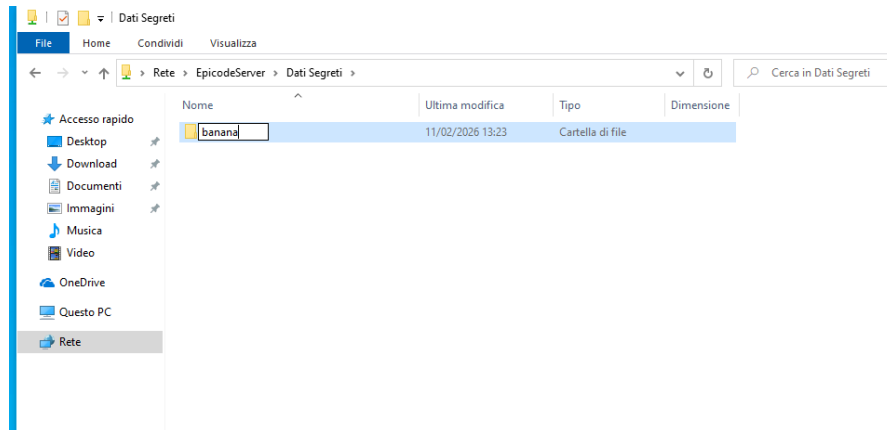 Dati Segreti
File Home Condividi Visualizza
Rete > EpicodeServer > Dati Segreti > Cerca in Dati Segreti
Nome Ultima modifica Tipo Dimensione
banana 11/02/2026 13:23 Cartella di file
Accesso rapido
Desktop
Download
Documenti
Immagini
Musica
Video
OneDrive
Questo PC
Rete